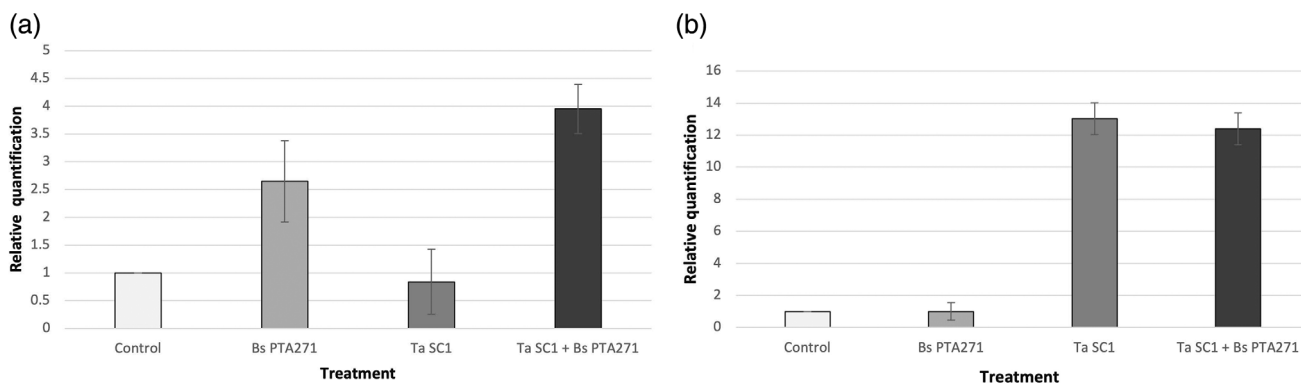 (a)
5
4.5
4
3.5
3
2.5
2
1.5
1
0.5
0
Relative quantification
Control Bs PTA271 Ta SC1 Ta SC1 + Bs PTA271
Treatment
(b)
16
14
12
10
8
6
4
2
0
Relative quantification
Control Bs PTA271 Ta SC1 Ta SC1 + Bs PTA271
Treatment